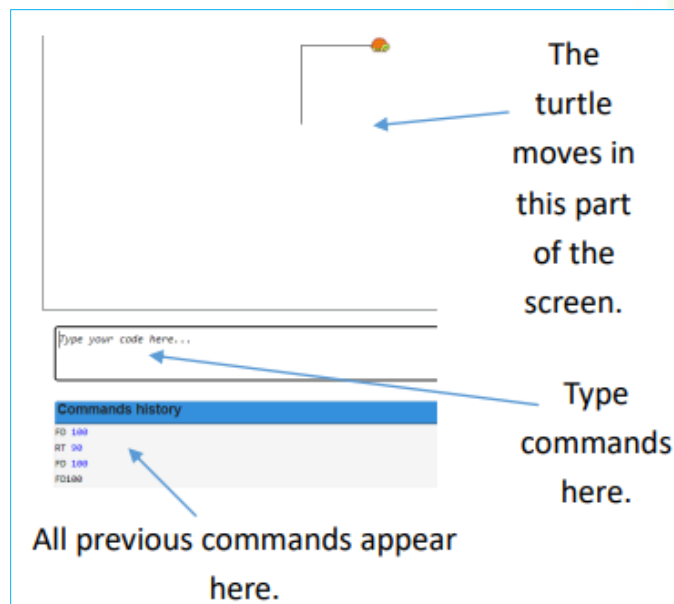 The
turtle
moves in
this part
of the
screen.
Type your code here...
Type
commands
here.
Commands history
FD 100
RT 90
FD 100
FD100
All previous commands appear
here.